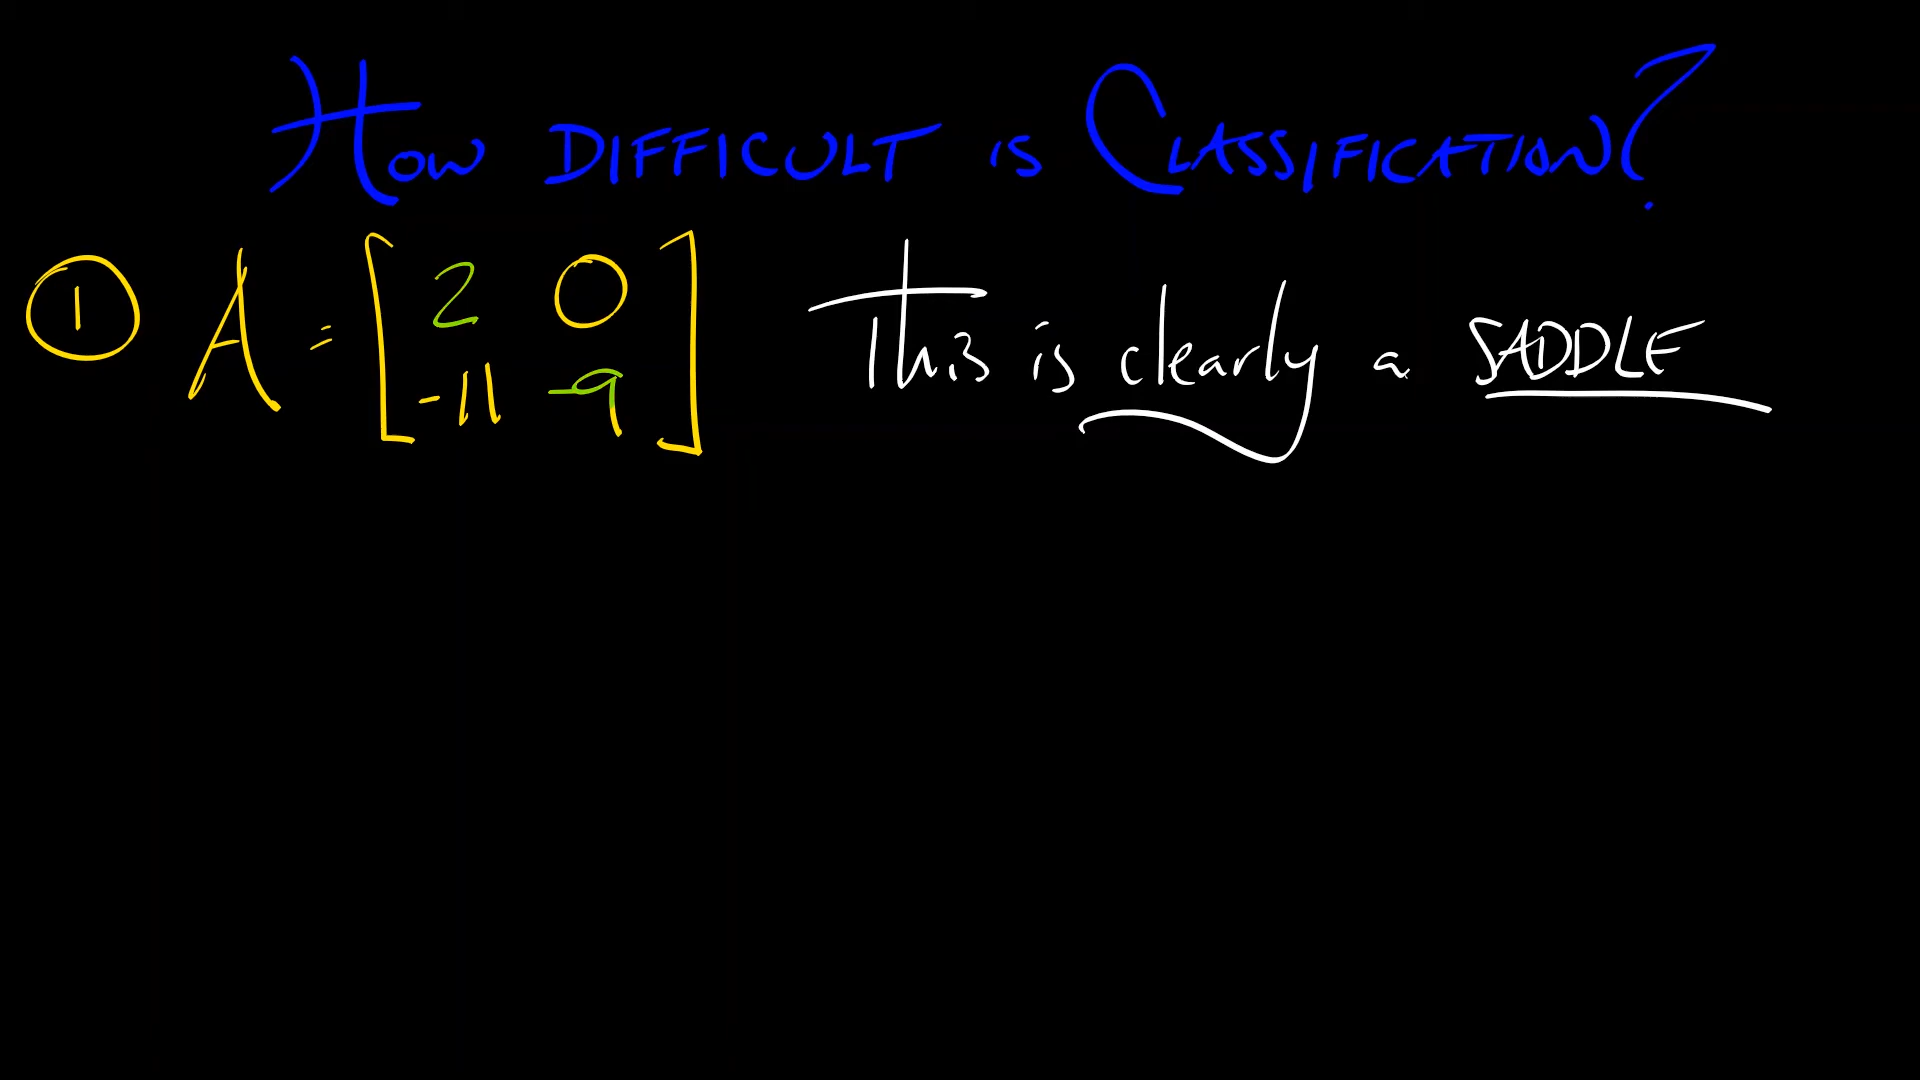 HOW DIFFICULT IS CLASSIFICATION?
① A = [2 0
-11 -9] This is clearly a SADDLE